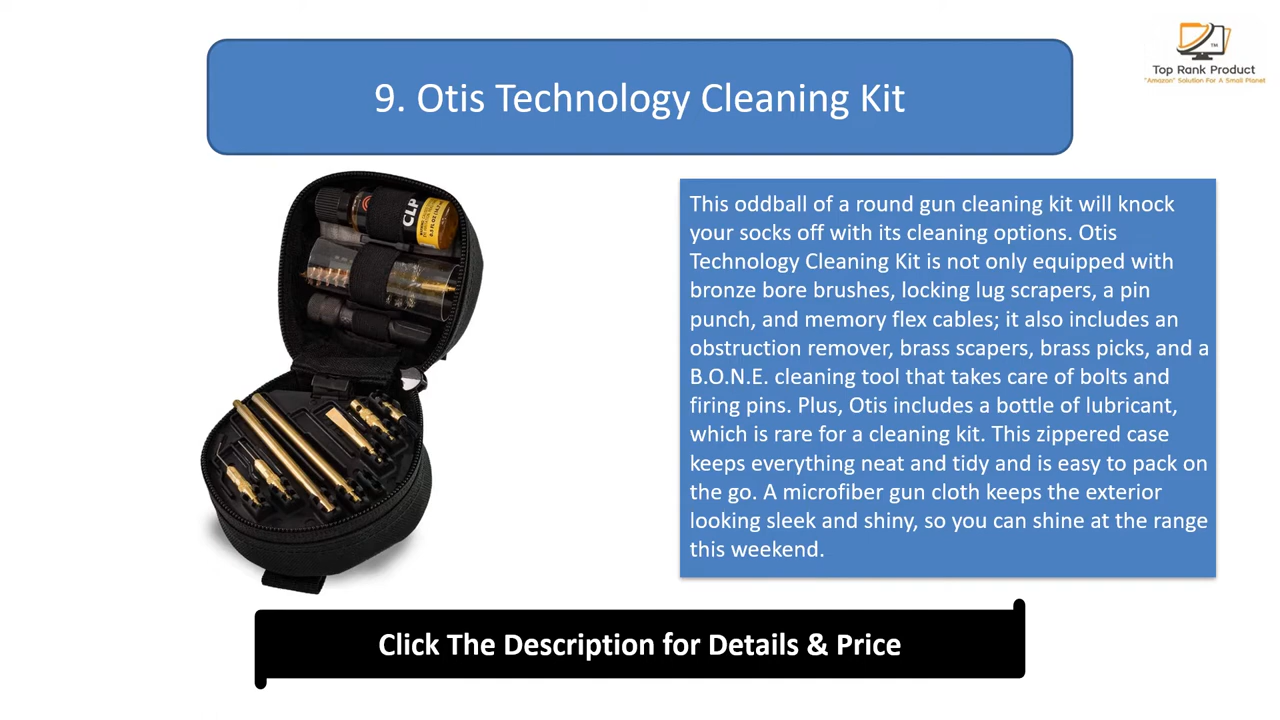 9. Otis Technology Cleaning Kit
Top Rank Product
"Amazon" Solution For A Small Planet
TM
CLP
This oddball of a round gun cleaning kit will knock
your socks off with its cleaning options. Otis
Technology Cleaning Kit is not only equipped with
bronze bore brushes, locking lug scrapers, a pin
punch, and memory flex cables; it also includes an
obstruction remover, brass scapers, brass picks, and a
B.O.N.E. cleaning tool that takes care of bolts and
firing pins. Plus, Otis includes a bottle of lubricant,
which is rare for a cleaning kit. This zippered case
keeps everything neat and tidy and is easy to pack on
the go. A microfiber gun cloth keeps the exterior
looking sleek and shiny, so you can shine at the range
this weekend.
Click The Description for Details & Price